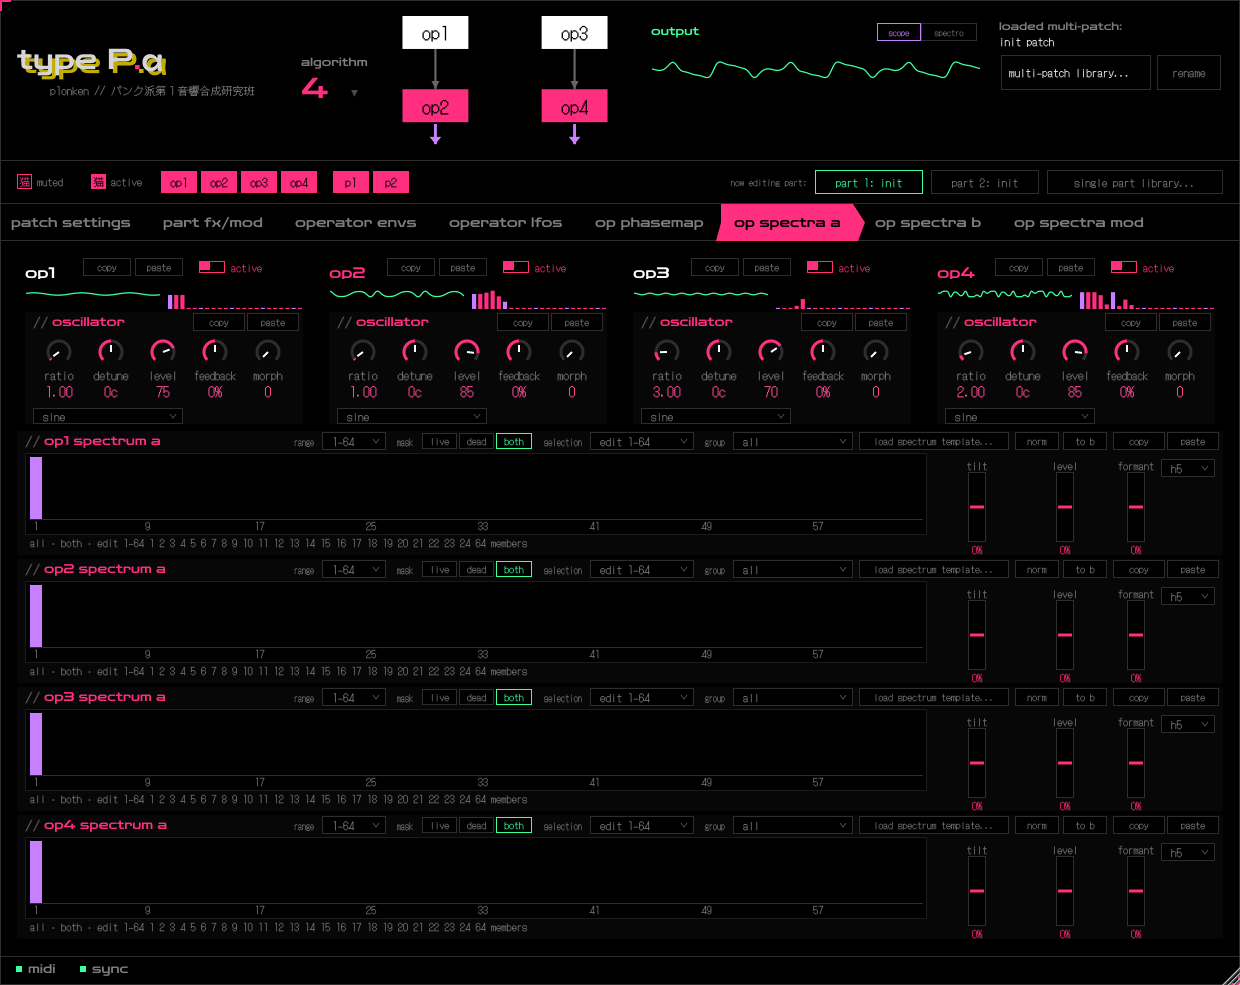 type P.a
plonken // パンク派第1音響合成研究班
algorithm
4
op1
op3
op2
op4
output
scope
spectro
loaded multi-patch:
init patch
multi-patch library...
rename
猫 muted
猫 active
op1
op2
op3
op4
p1
p2
now editing part:
part 1: init
part 2: init
single part library...
patch settings
part fx/mod
operator envs
operator lfos
op phasemap
op spectra a
op spectra b
op spectra mod
op1
copy
paste
active
op2
copy
paste
active
op3
copy
paste
active
op4
copy
paste
active
// oscillator
copy
paste
ratio detune level feedback morph
1.00 0c 75 0% 0
sine
// oscillator
copy
paste
ratio detune level feedback morph
1.00 0c 85 0% 0
sine
// oscillator
copy
paste
ratio detune level feedback morph
3.00 0c 70 0% 0
sine
// oscillator
copy
paste
ratio detune level feedback morph
2.00 0c 85 0% 0
sine
// op1 spectrum a
range 1-64 mask live dead both selection edit 1-64 group all load spectrum template... norm to b copy paste
tilt level formant h5
1 9 17 25 33 41 49 57
all · both · edit 1-64 1 2 3 4 5 6 7 8 9 10 11 12 13 14 15 16 17 18 19 20 21 22 23 24 64 members
0% 0% 0%
// op2 spectrum a
range 1-64 mask live dead both selection edit 1-64 group all load spectrum template... norm to b copy paste
tilt level formant h5
1 9 17 25 33 41 49 57
all · both · edit 1-64 1 2 3 4 5 6 7 8 9 10 11 12 13 14 15 16 17 18 19 20 21 22 23 24 64 members
0% 0% 0%
// op3 spectrum a
range 1-64 mask live dead both selection edit 1-64 group all load spectrum template... norm to b copy paste
tilt level formant h5
1 9 17 25 33 41 49 57
all · both · edit 1-64 1 2 3 4 5 6 7 8 9 10 11 12 13 14 15 16 17 18 19 20 21 22 23 24 64 members
0% 0% 0%
// op4 spectrum a
range 1-64 mask live dead both selection edit 1-64 group all load spectrum template... norm to b copy paste
tilt level formant h5
1 9 17 25 33 41 49 57
all · both · edit 1-64 1 2 3 4 5 6 7 8 9 10 11 12 13 14 15 16 17 18 19 20 21 22 23 24 64 members
0% 0% 0%
midi
sync